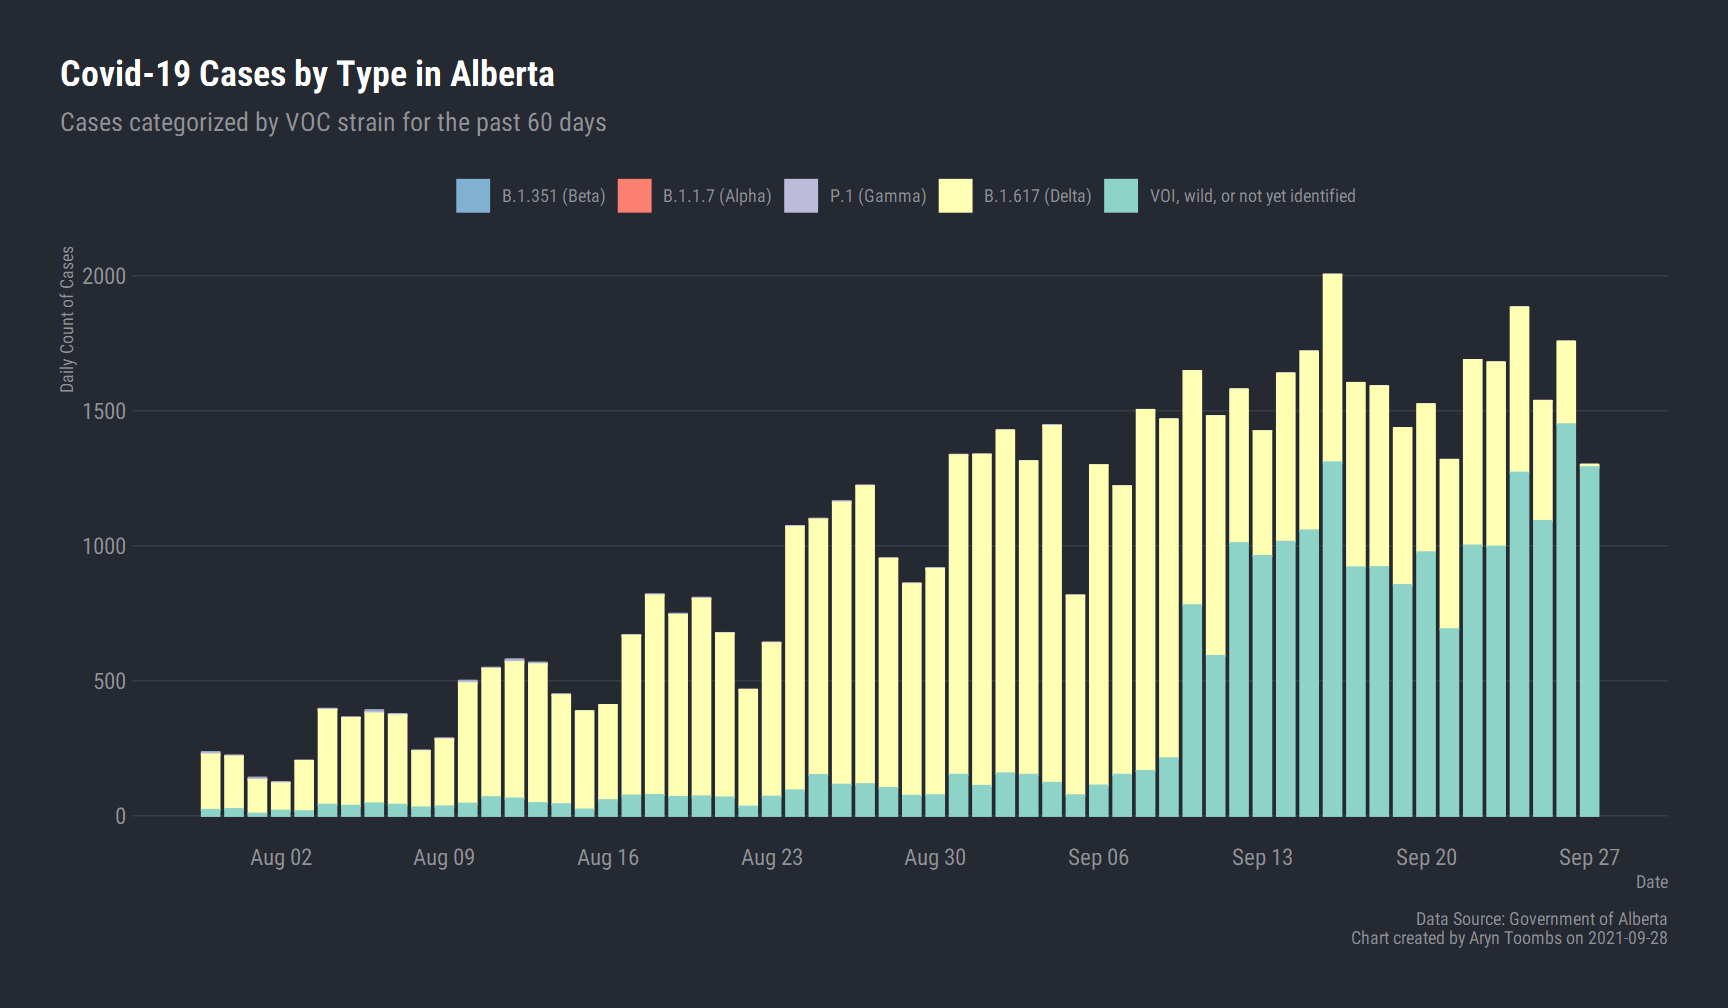 Covid-19 Cases by Type in Alberta
Cases categorized by VOC strain for the past 60 days
B.1.351 (Beta) B.1.1.7 (Alpha) P.1 (Gamma) B.1.617 (Delta) VOI, wild, or not yet identified
Daily Count of Cases
2000
1500
1000
500
0
Aug 02 Aug 09 Aug 16 Aug 23 Aug 30 Sep 06 Sep 13 Sep 20 Sep 27
Date
Data Source: Government of Alberta
Chart created by Aryn Toombs on 2021-09-28